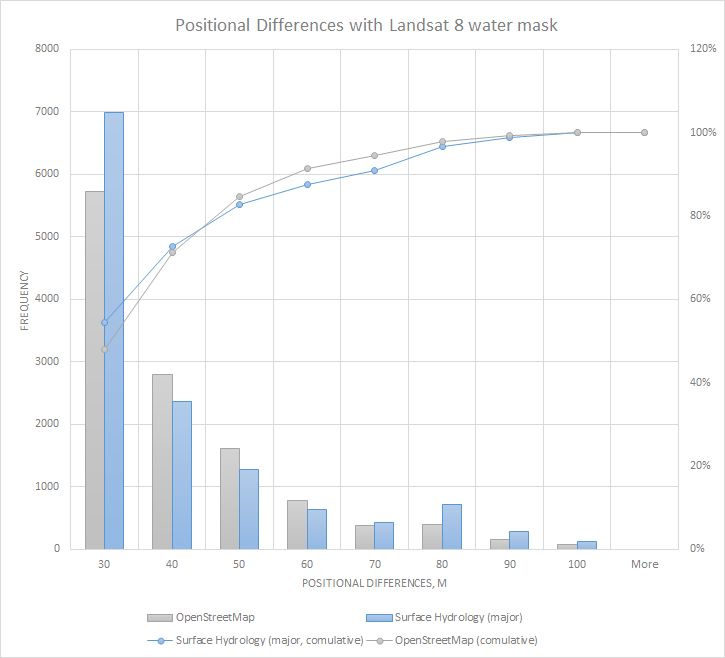 Positional Differences with Landsat 8 water mask
8000
7000
6000
5000
4000
3000
2000
1000
0
FREQUENCY
120%
100%
80%
60%
40%
20%
0%
30 40 50 60 70 80 90 100 More
POSITIONAL DIFFERENCES, M
OpenStreetMap Surface Hydrology (major)
Surface Hydrology (major, comulative) OpenStreetMap (comulative)